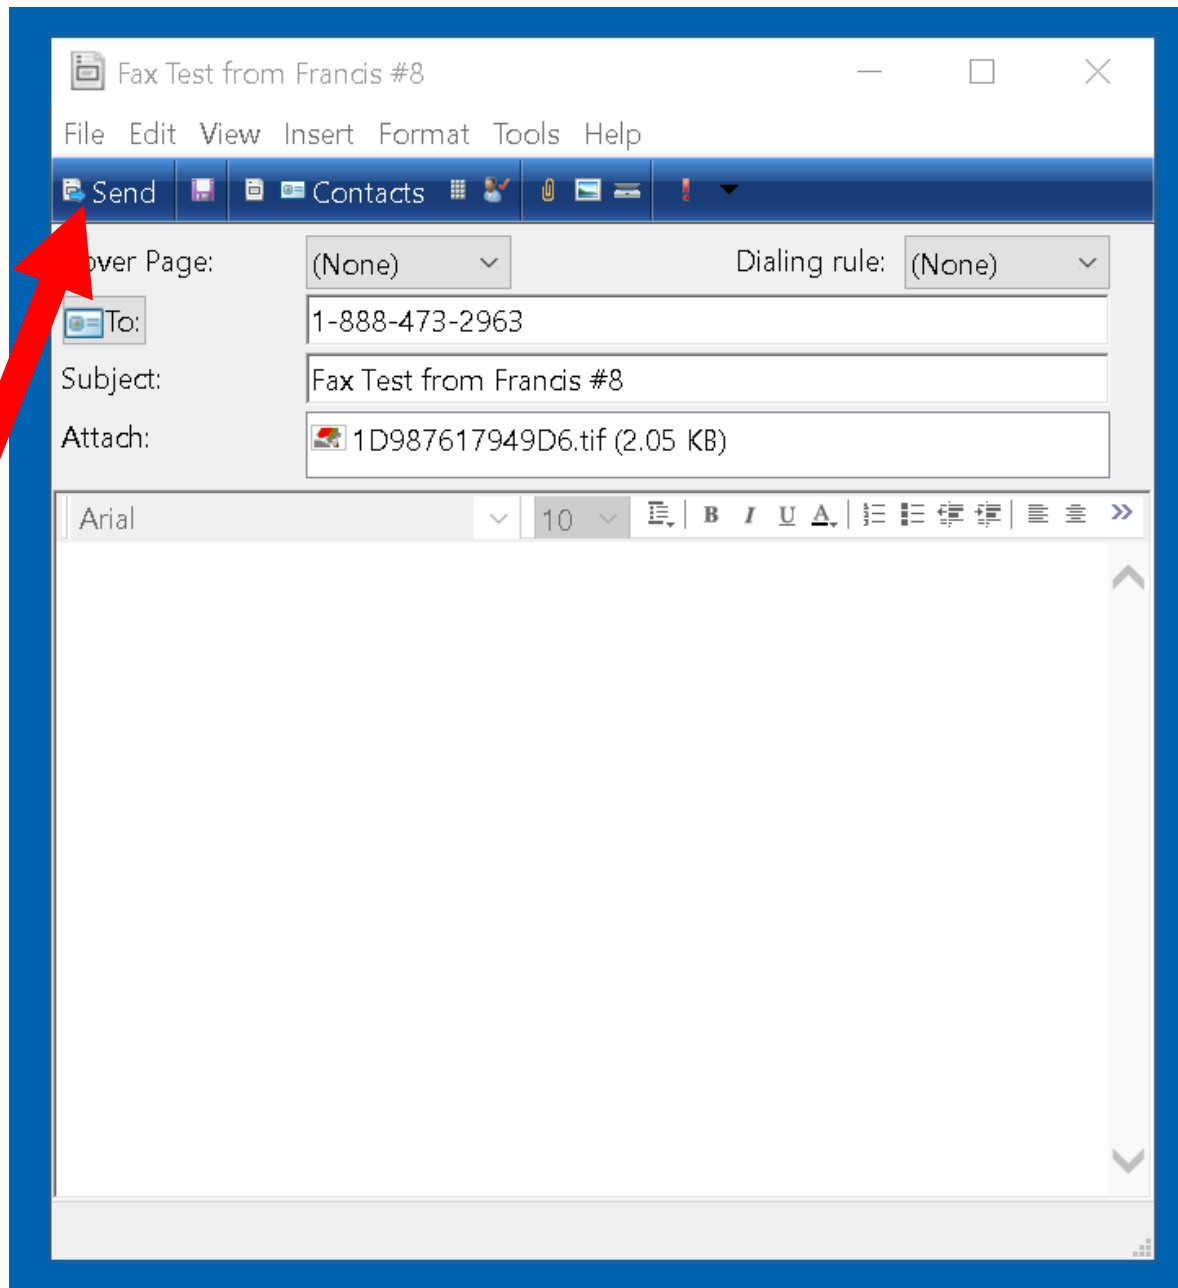 Fax Test from Francis #8
File Edit View Insert Format Tools Help
Send Contacts
over Page: (None) Dialing rule: (None)
To: 1-888-473-2963
Subject: Fax Test from Francis #8
Attach: 1D987617949D6.tif (2.05 KB)
Arial 10 B I U A